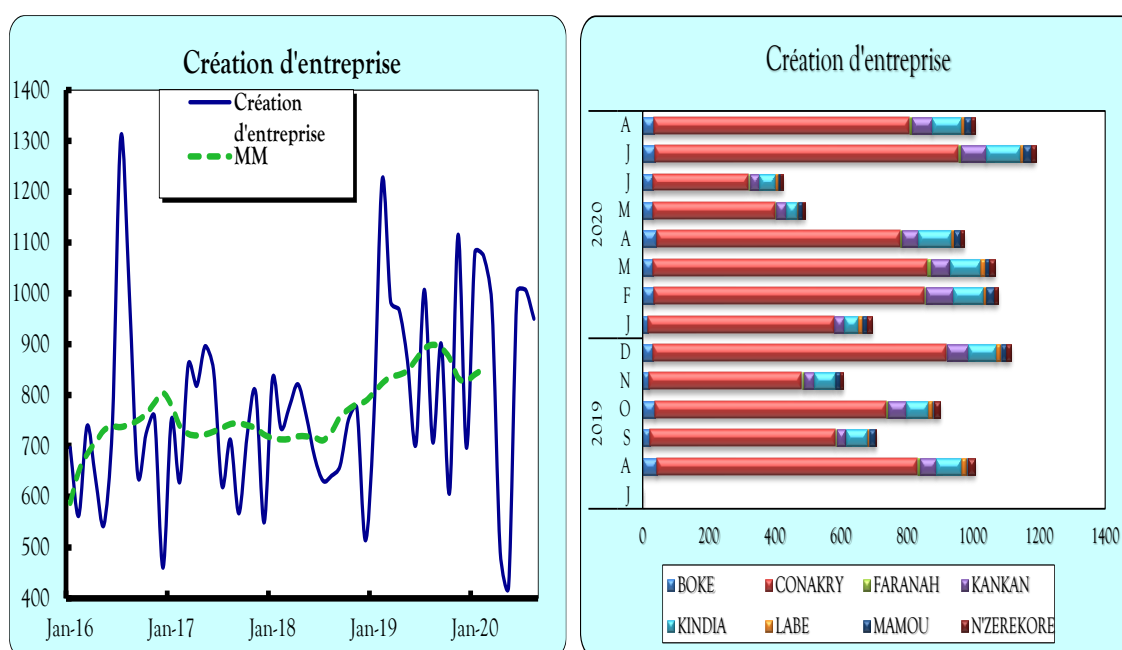 Création d'entreprise
1400
1300
1200
1100
1000
900
800
700
600
500
400
Création
d'entreprise
MM
Jan-16 Jan-17 Jan-18 Jan-19 Jan-20
Création d'entreprise
2020
A
J
J
M
A
M
F
J
2019
D
N
O
S
A
J
0 200 400 600 800 1000 1200 1400
BOKE CONAKRY FARANAH KANKAN
KINDIA LABE MAMOU N'ZEREKORE